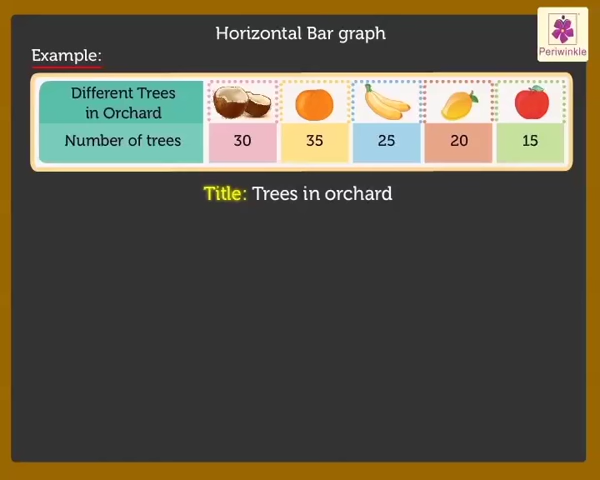 Horizontal Bar graph
Periwinkle
Example:
Different Trees
in Orchard
Number of trees 30 35 25 20 15
Title: Trees in orchard